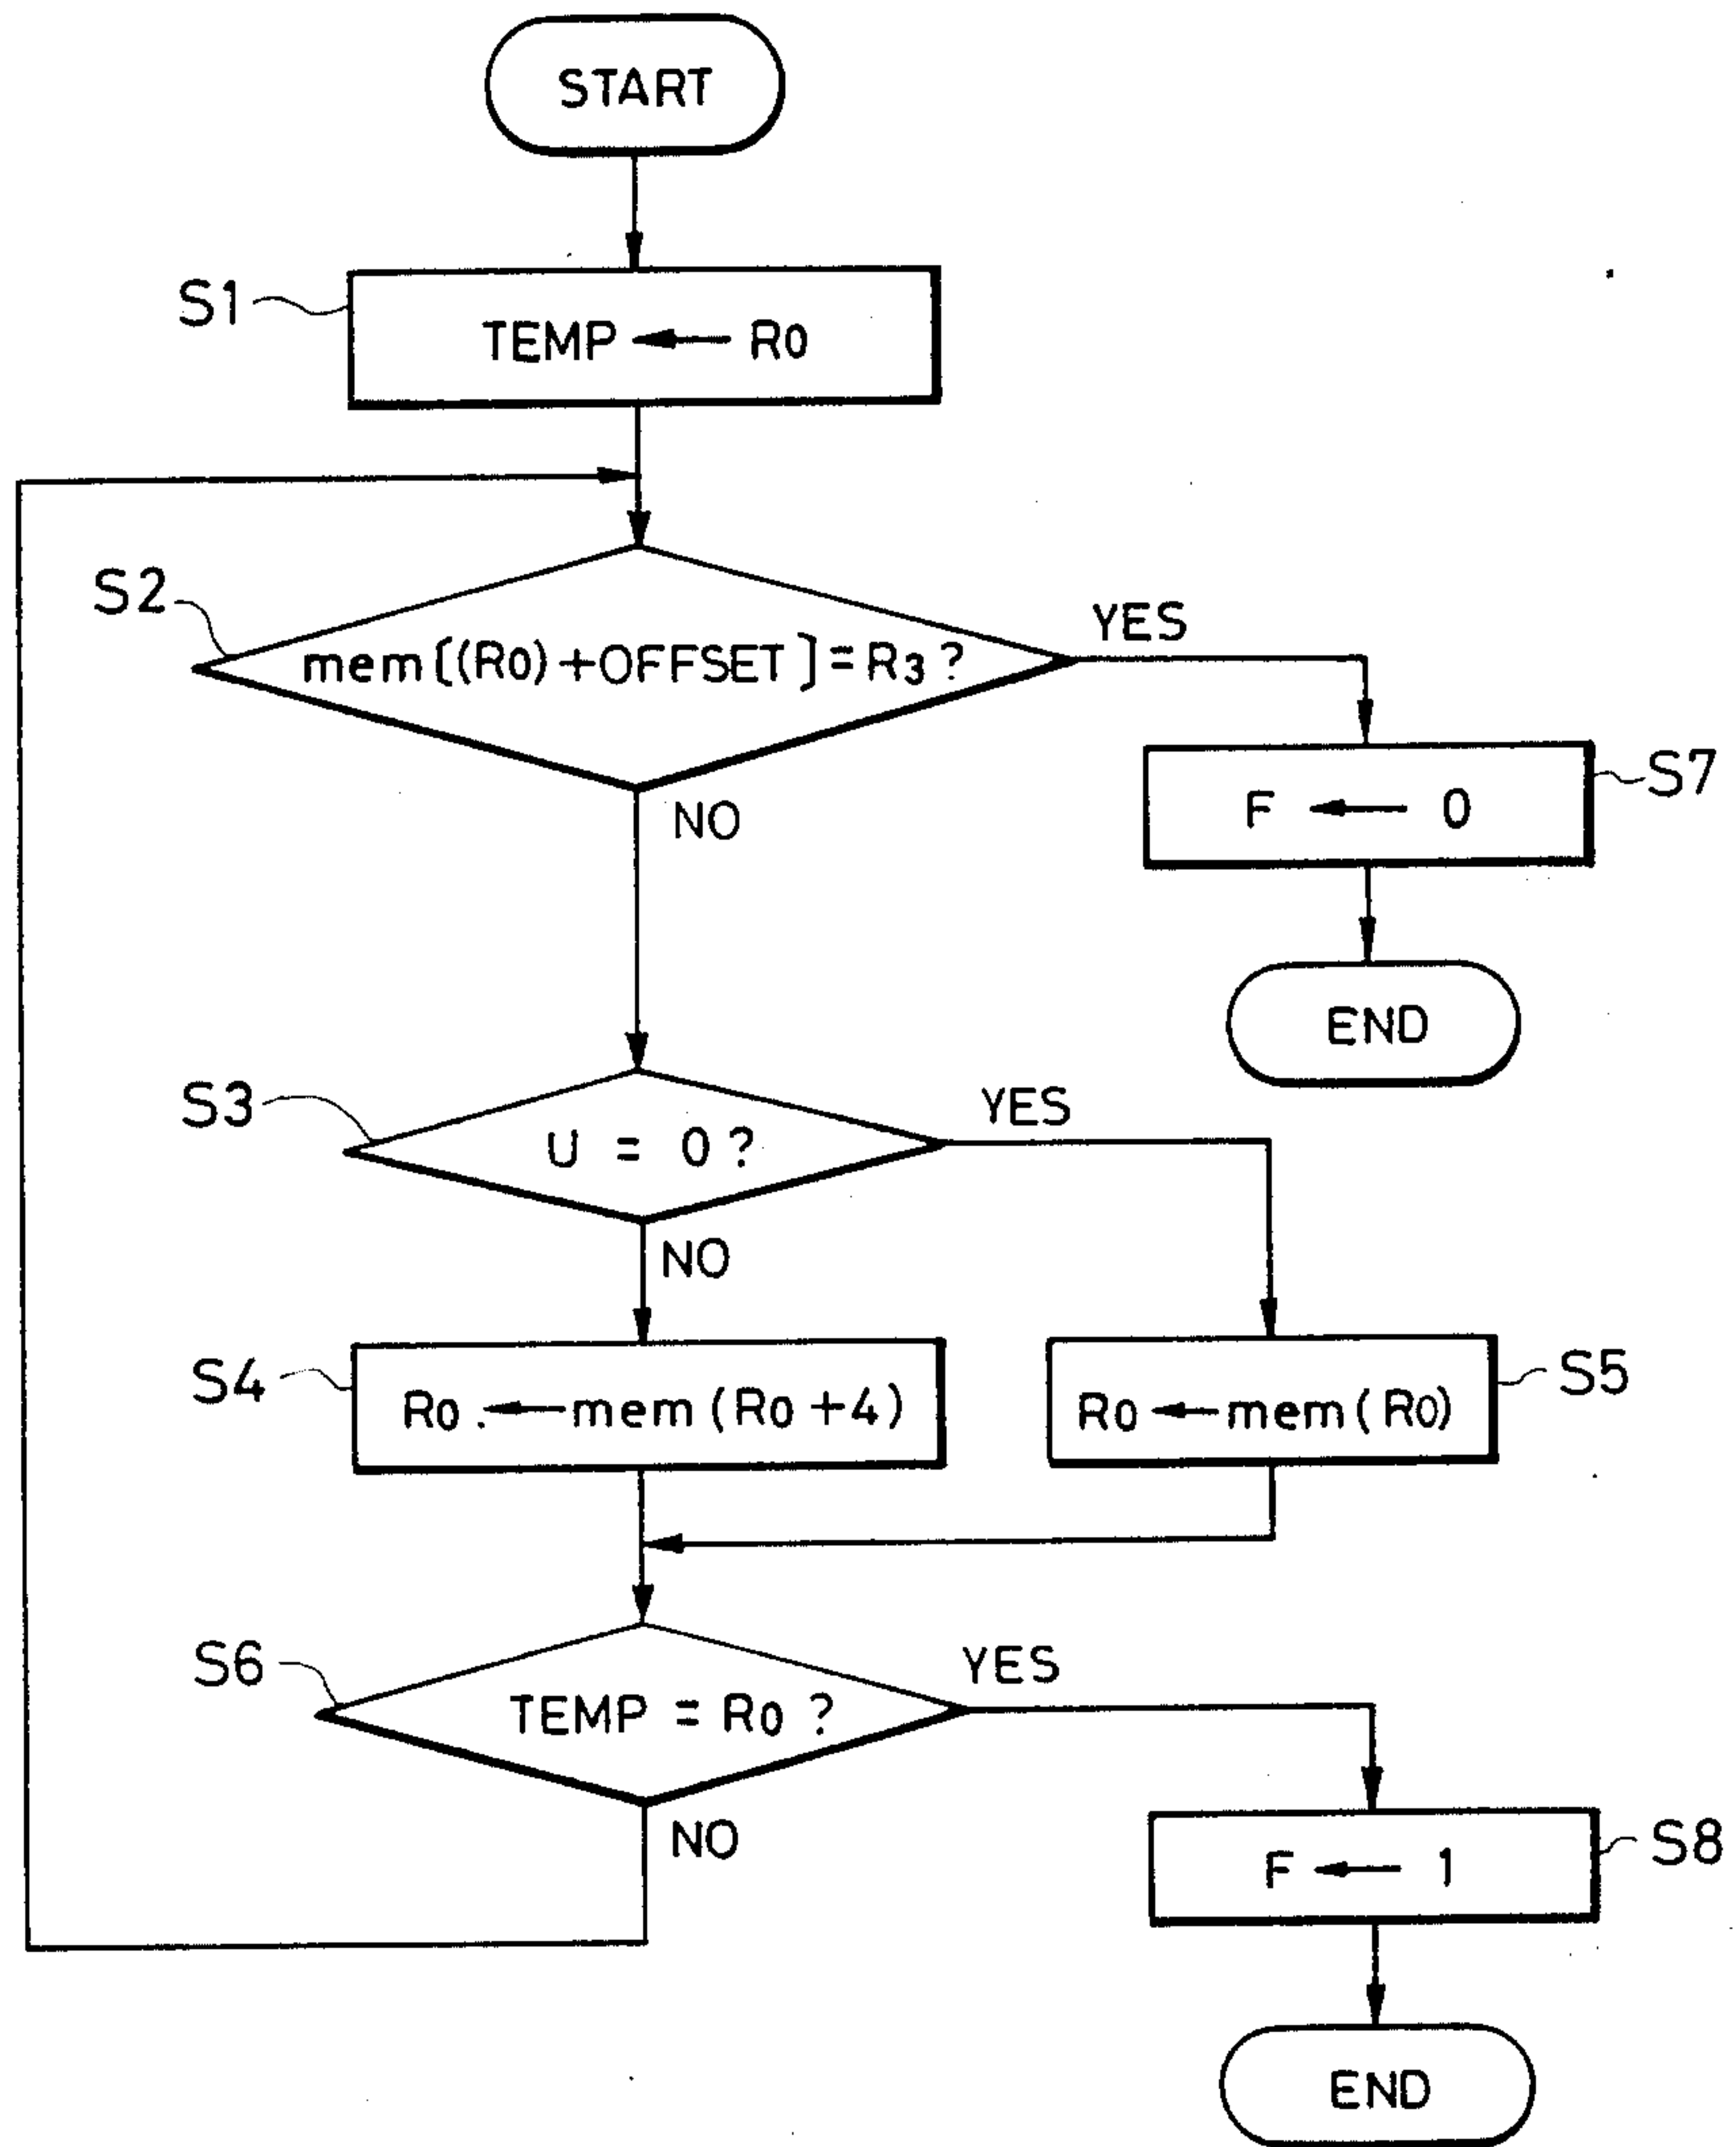 START
S1
TEMP ← R0
S2
mem[(R0)+OFFSET]=R3?
YES
NO
S7
F ← 0
END
S3
U = 0?
YES
NO
S4
R0 ← mem(R0+4)
S5
R0 ← mem(R0)
S6
TEMP = R0?
YES
NO
S8
F ← 1
END